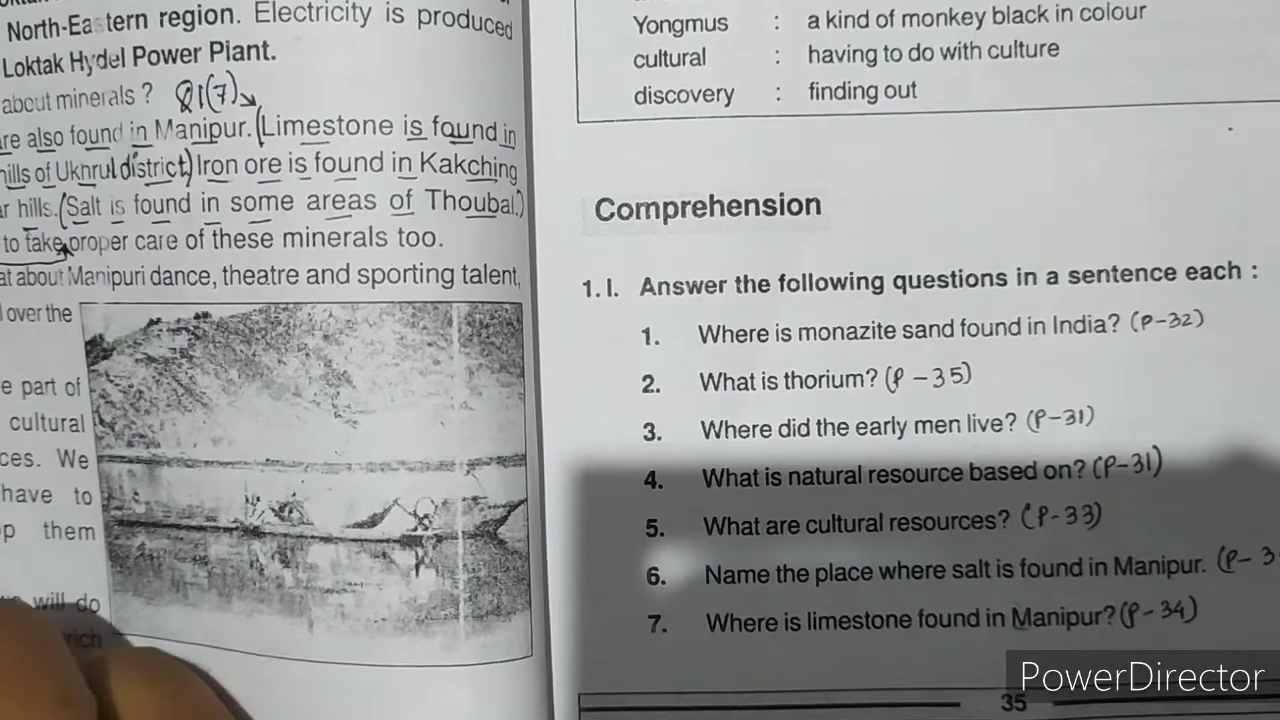 North-Eastern region. Electricity is produced
Loktak Hydel Power Plant.
about minerals ? Q1(7)
are also found in Manipur. (Limestone is found in
hills of Ukhrul district) Iron ore is found in Kakching
hills. (Salt is found in some areas of Thoubal.)
to take proper care of these minerals too.
about Manipuri dance, theatre and sporting talent,
over the
part of
cultural
We
have to
them
will do
Yongmus : a kind of monkey black in colour
cultural : having to do with culture
discovery : finding out
Comprehension
1. I. Answer the following questions in a sentence each :
1. Where is monazite sand found in India? (P-32)
2. What is thorium? (P-35)
3. Where did the early men live? (P-31)
4. What is natural resource based on? (P-31)
5. What are cultural resources? (P-33)
6. Name the place where salt is found in Manipur. (P-3
7. Where is limestone found in Manipur? (P-34)
PowerDirector
35